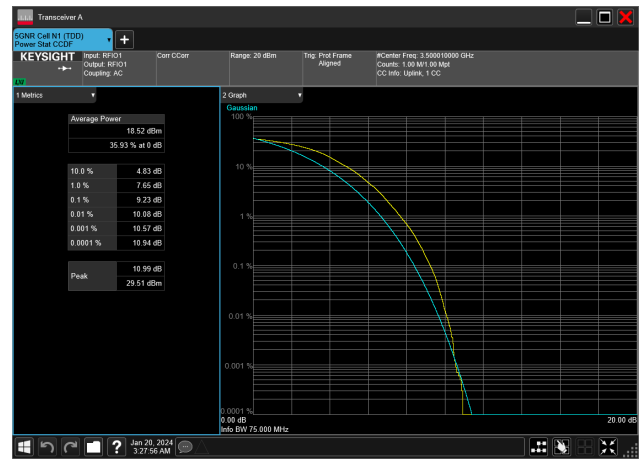 Transceiver A
5GNR Cell N1 (TDD)
Power Stat CCDF
KEYSIGHT
LXI
Input: RFIO1
Output: RFIO1
Coupling: AC
Corr CCorr
Range: 20 dBm
Trig: Prot Frame
Aligned
#Center Freq: 3.500010000 GHz
Counts: 1.00 M/1.00 Mpt
CC Info: Uplink, 1 CC
1 Metrics
Average Power
18.52 dBm
35.93 % at 0 dB
10.0 % 4.83 dB
1.0 % 7.65 dB
0.1 % 9.23 dB
0.01 % 10.08 dB
0.001 % 10.57 dB
0.0001 % 10.94 dB
Peak
10.99 dB
29.51 dBm
2 Graph
Gaussian
100 %
10 %
1 %
0.1 %
0.01 %
0.001 %
0.0001 %
0.00 dB
20.00 dB
Info BW 75.000 MHz
?
Jan 20, 2024
3:27:56 AM